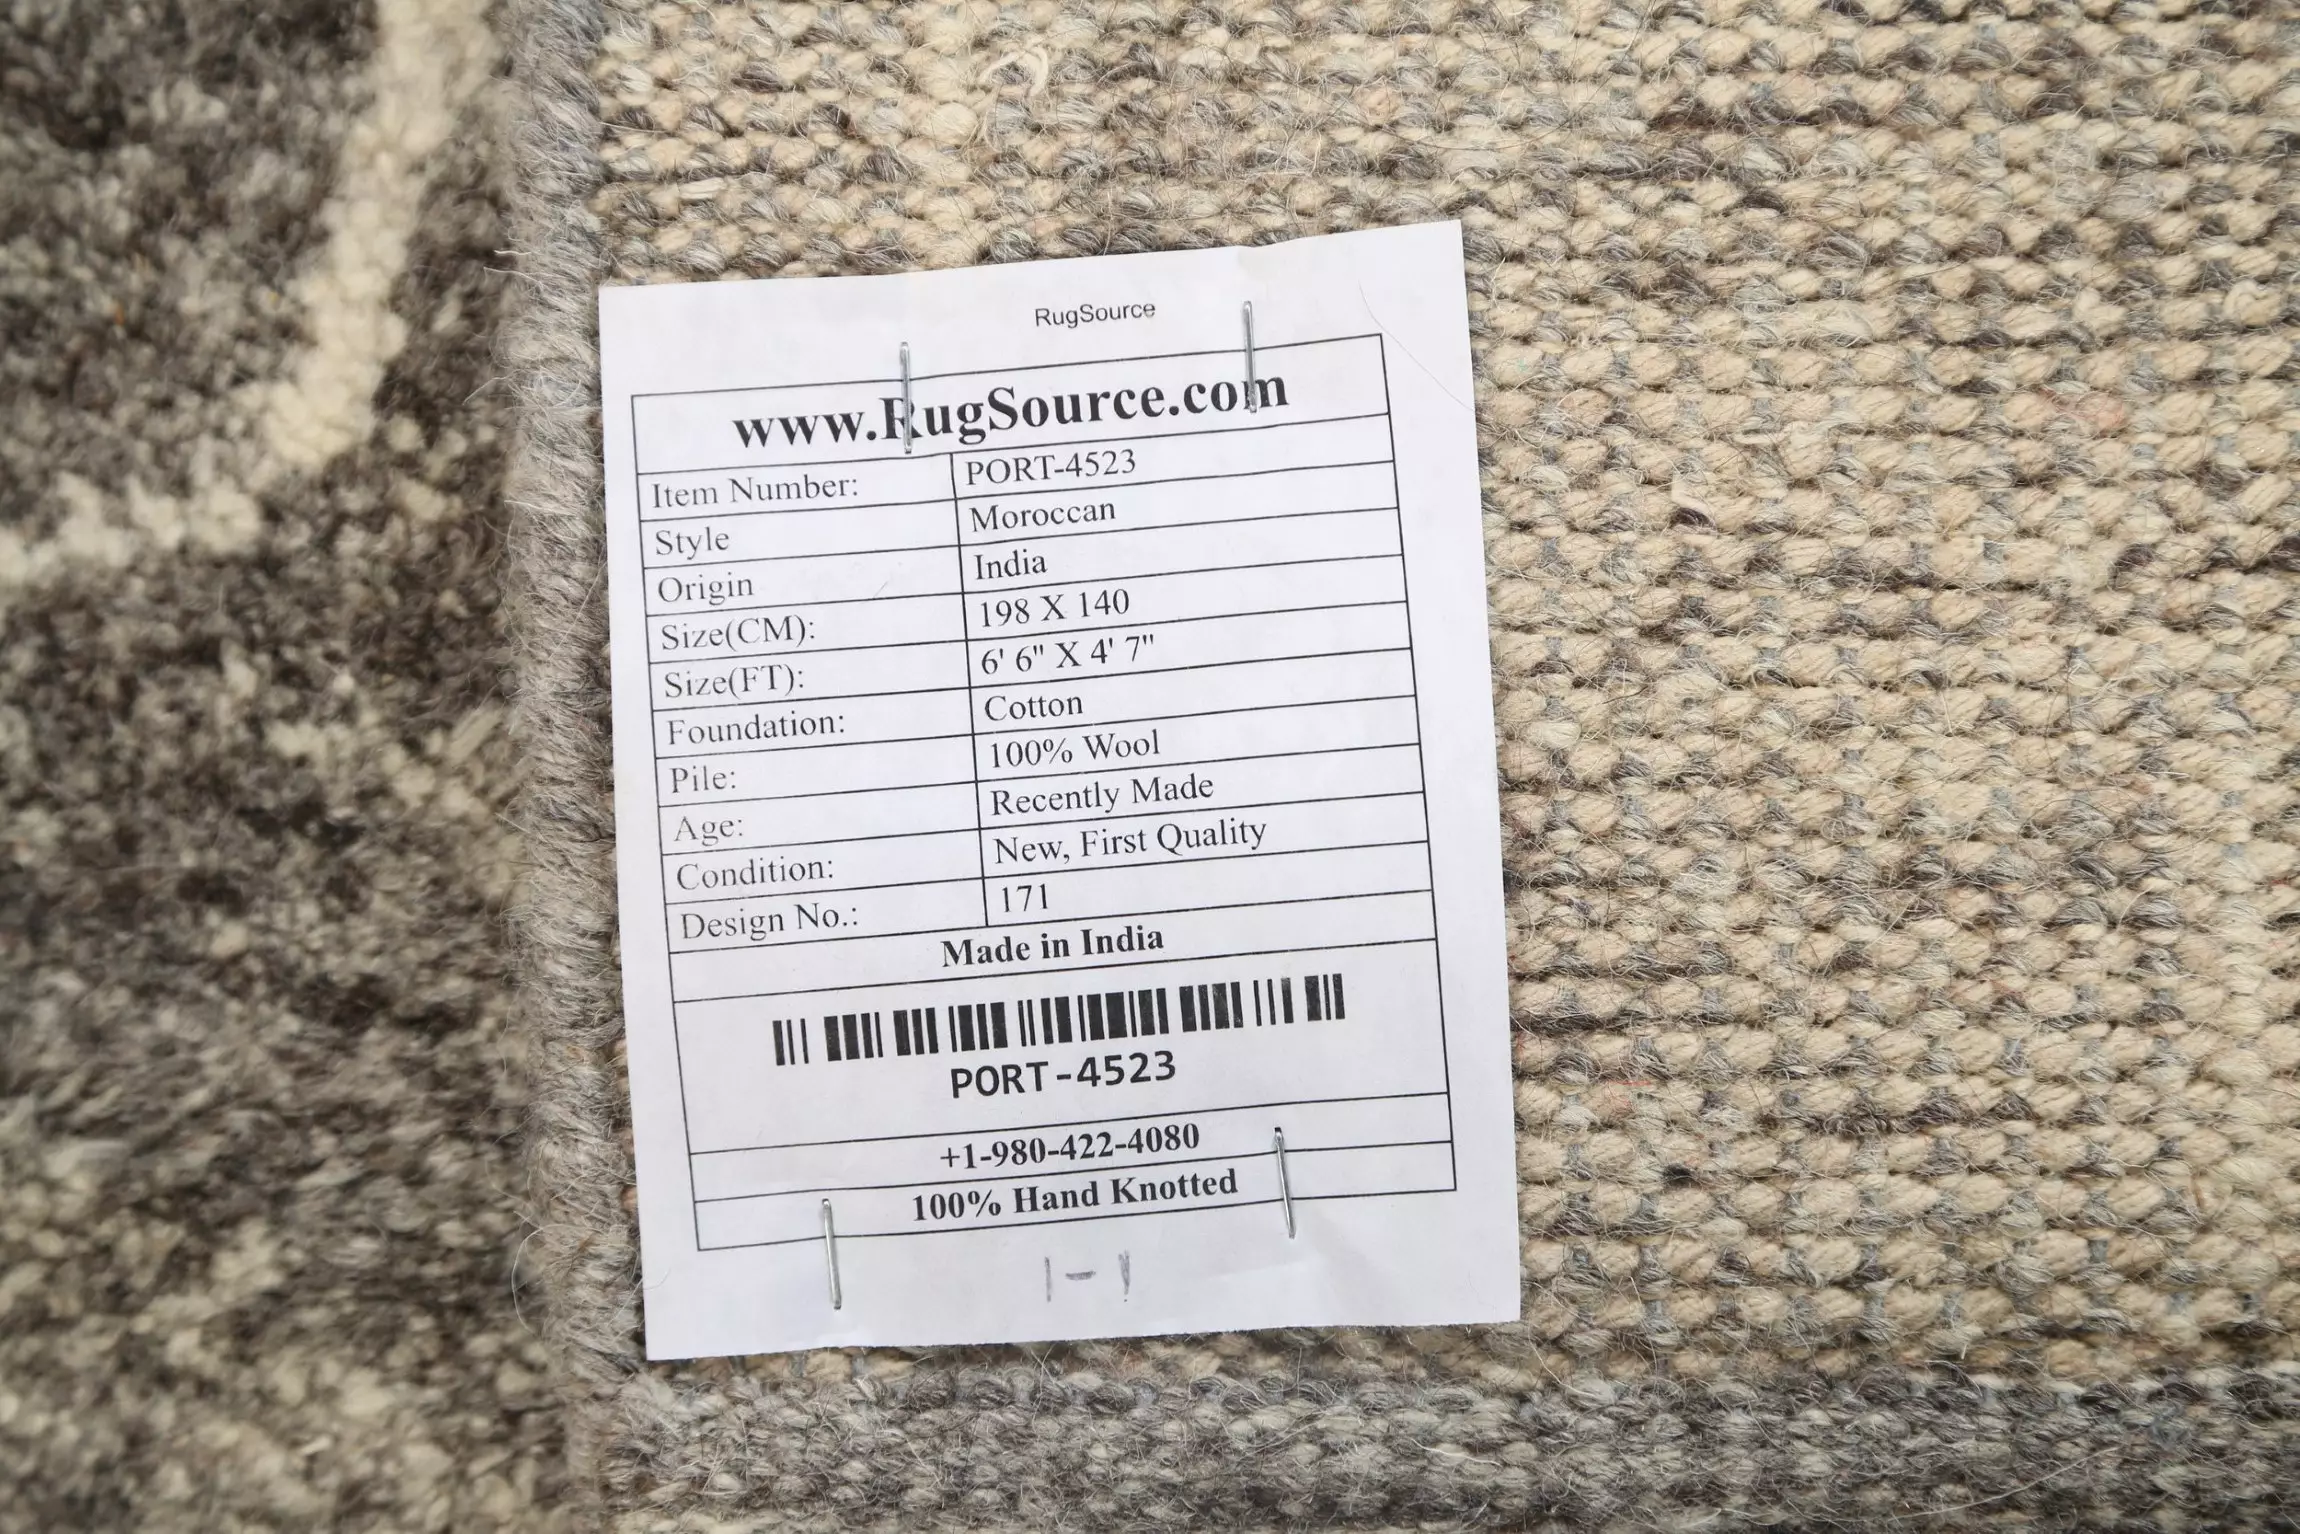 RugSource
www.RugSource.com
Item Number: PORT-4523
Style Moroccan
Origin India
Size(CM): 198 X 140
Size(FT): 6' 6" X 4' 7"
Foundation: Cotton
Pile: 100% Wool
Age: Recently Made
Condition: New, First Quality
Design No.: 171
Made in India
PORT-4523
+1-980-422-4080
100% Hand Knotted
1-1